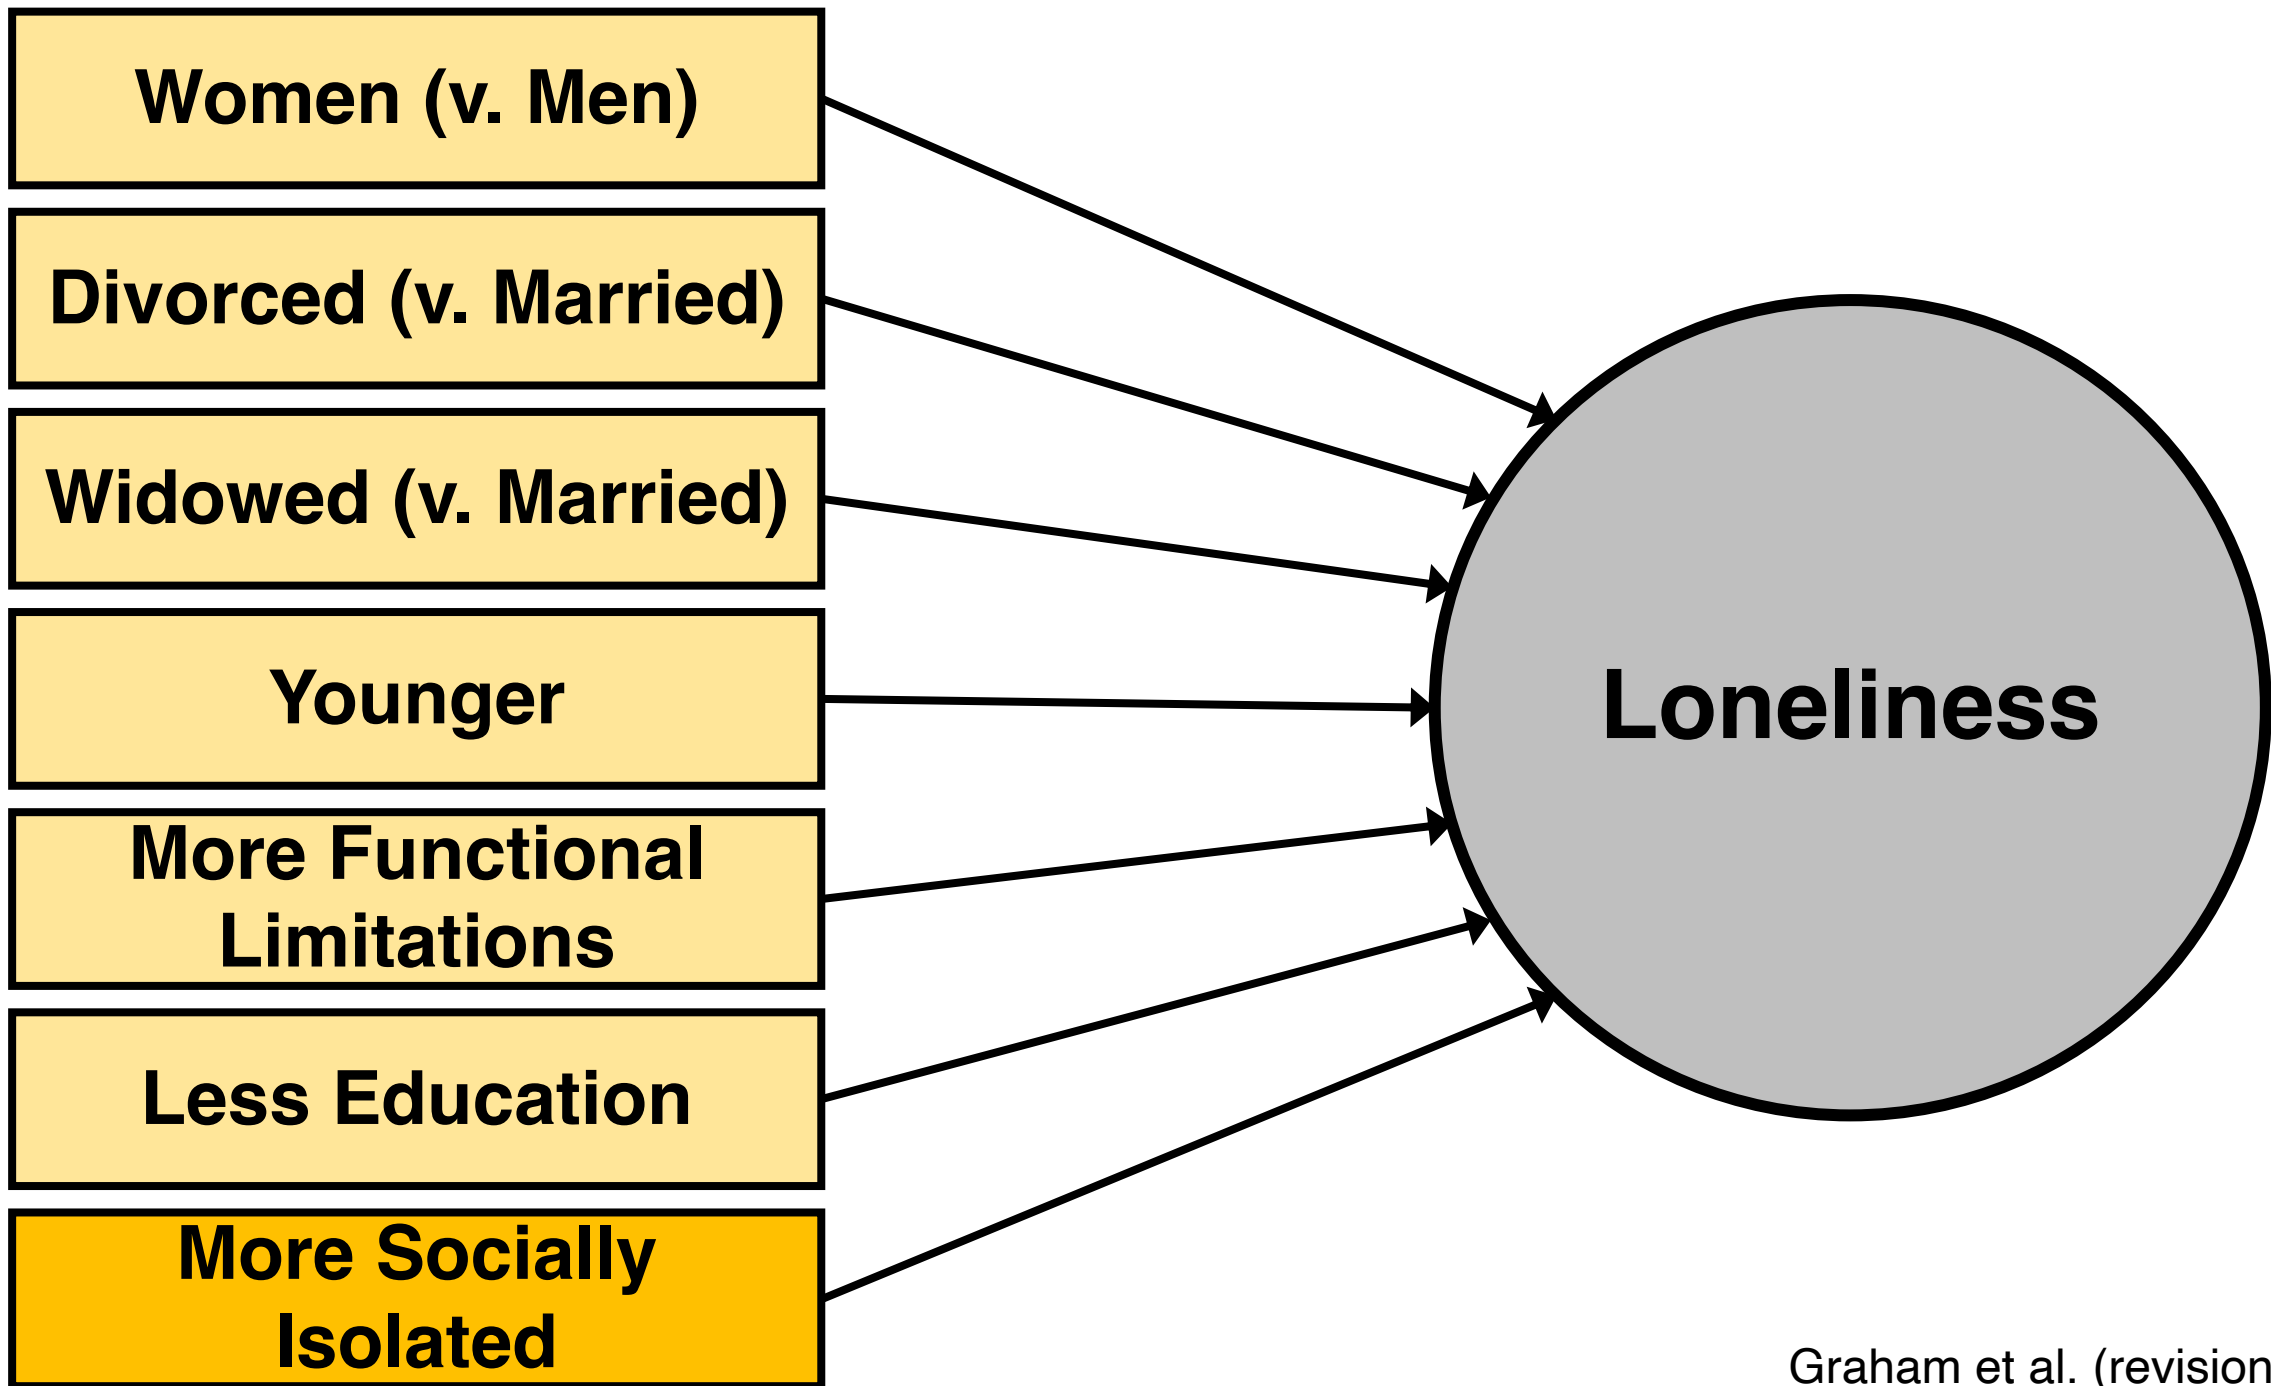 Women (v. Men)
Divorced (v. Married)
Widowed (v. Married)
Younger
More Functional
Limitations
Less Education
More Socially
Isolated
Loneliness
Graham et al. (revision